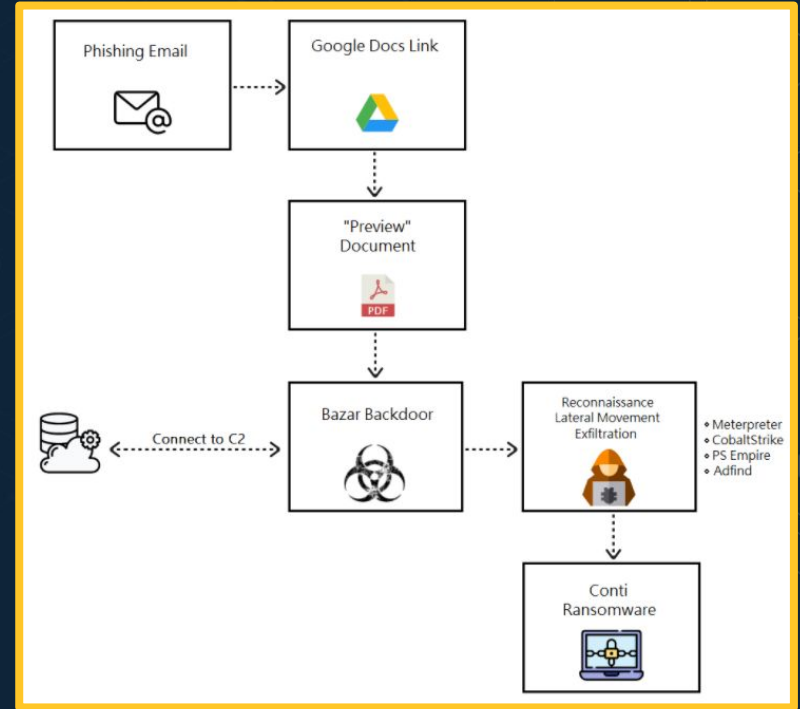 Phishing Email
Google Docs Link
"Preview"
Document
PDF
Bazar Backdoor
Connect to C2
Reconnaissance
Lateral Movement
Exfiltration
• Meterpreter
• CobaltStrike
• PS Empire
• Adfind
Conti
Ransomware